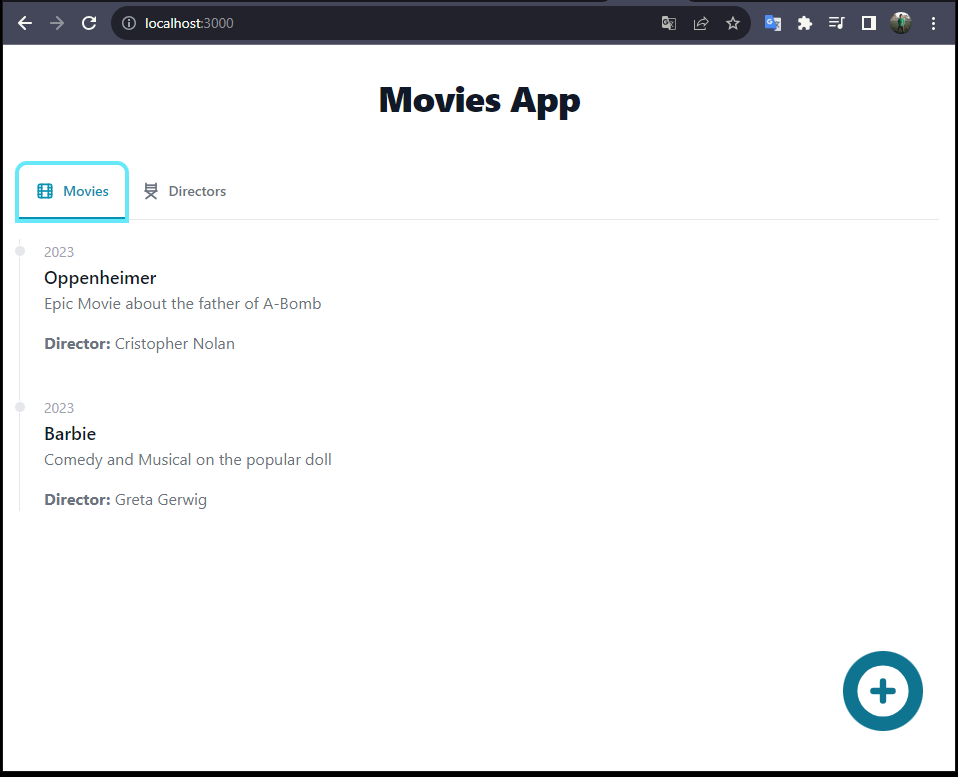 localhost:3000
Movies App
Movies
Directors
2023
Oppenheimer
Epic Movie about the father of A-Bomb
Director: Cristopher Nolan
2023
Barbie
Comedy and Musical on the popular doll
Director: Greta Gerwig